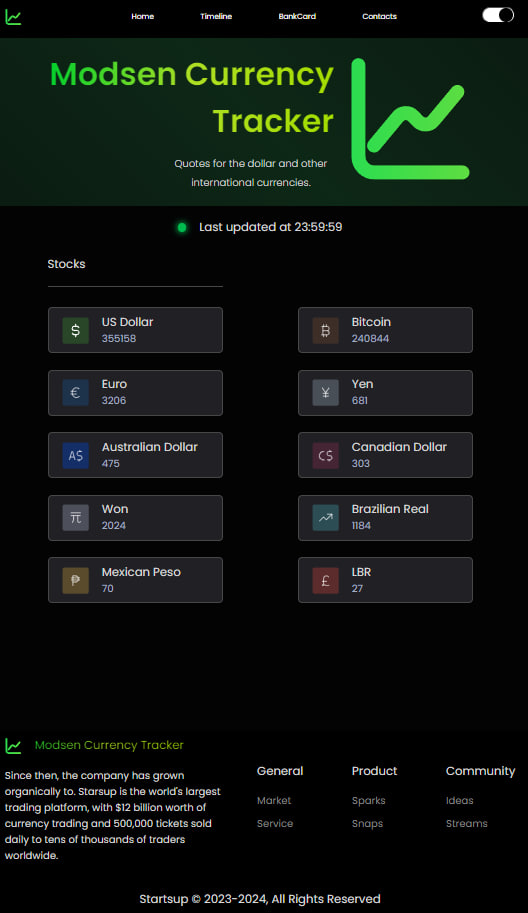 Home Timeline BankCard Contacts
Modsen Currency
Tracker
Quotes for the dollar and other
international currencies.
Last updated at 23:59:59
Stocks
$ US Dollar
355158
₿ Bitcoin
240844
€ Euro
3206
¥ Yen
681
A$ Australian Dollar
475
C$ Canadian Dollar
303
Won
2024
Brazilian Real
1184
₱ Mexican Peso
70
£ LBR
27
Modsen Currency Tracker
Since then, the company has grown
organically to. Starsup is the world's largest
trading platform, with $12 billion worth of
currency trading and 500,000 tickets sold
daily to tens of thousands of traders
worldwide.
General
Market
Service
Product
Sparks
Snaps
Community
Ideas
Streams
Startsup © 2023-2024, All Rights Reserved